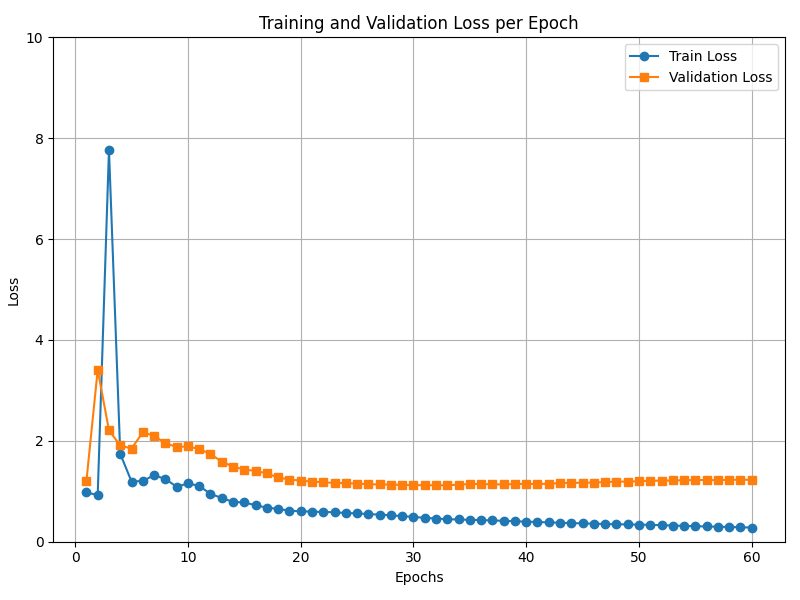 Training and Validation Loss per Epoch
Train Loss
Validation Loss
Loss
10
8
6
4
2
0
0 10 20 30 40 50 60
Epochs